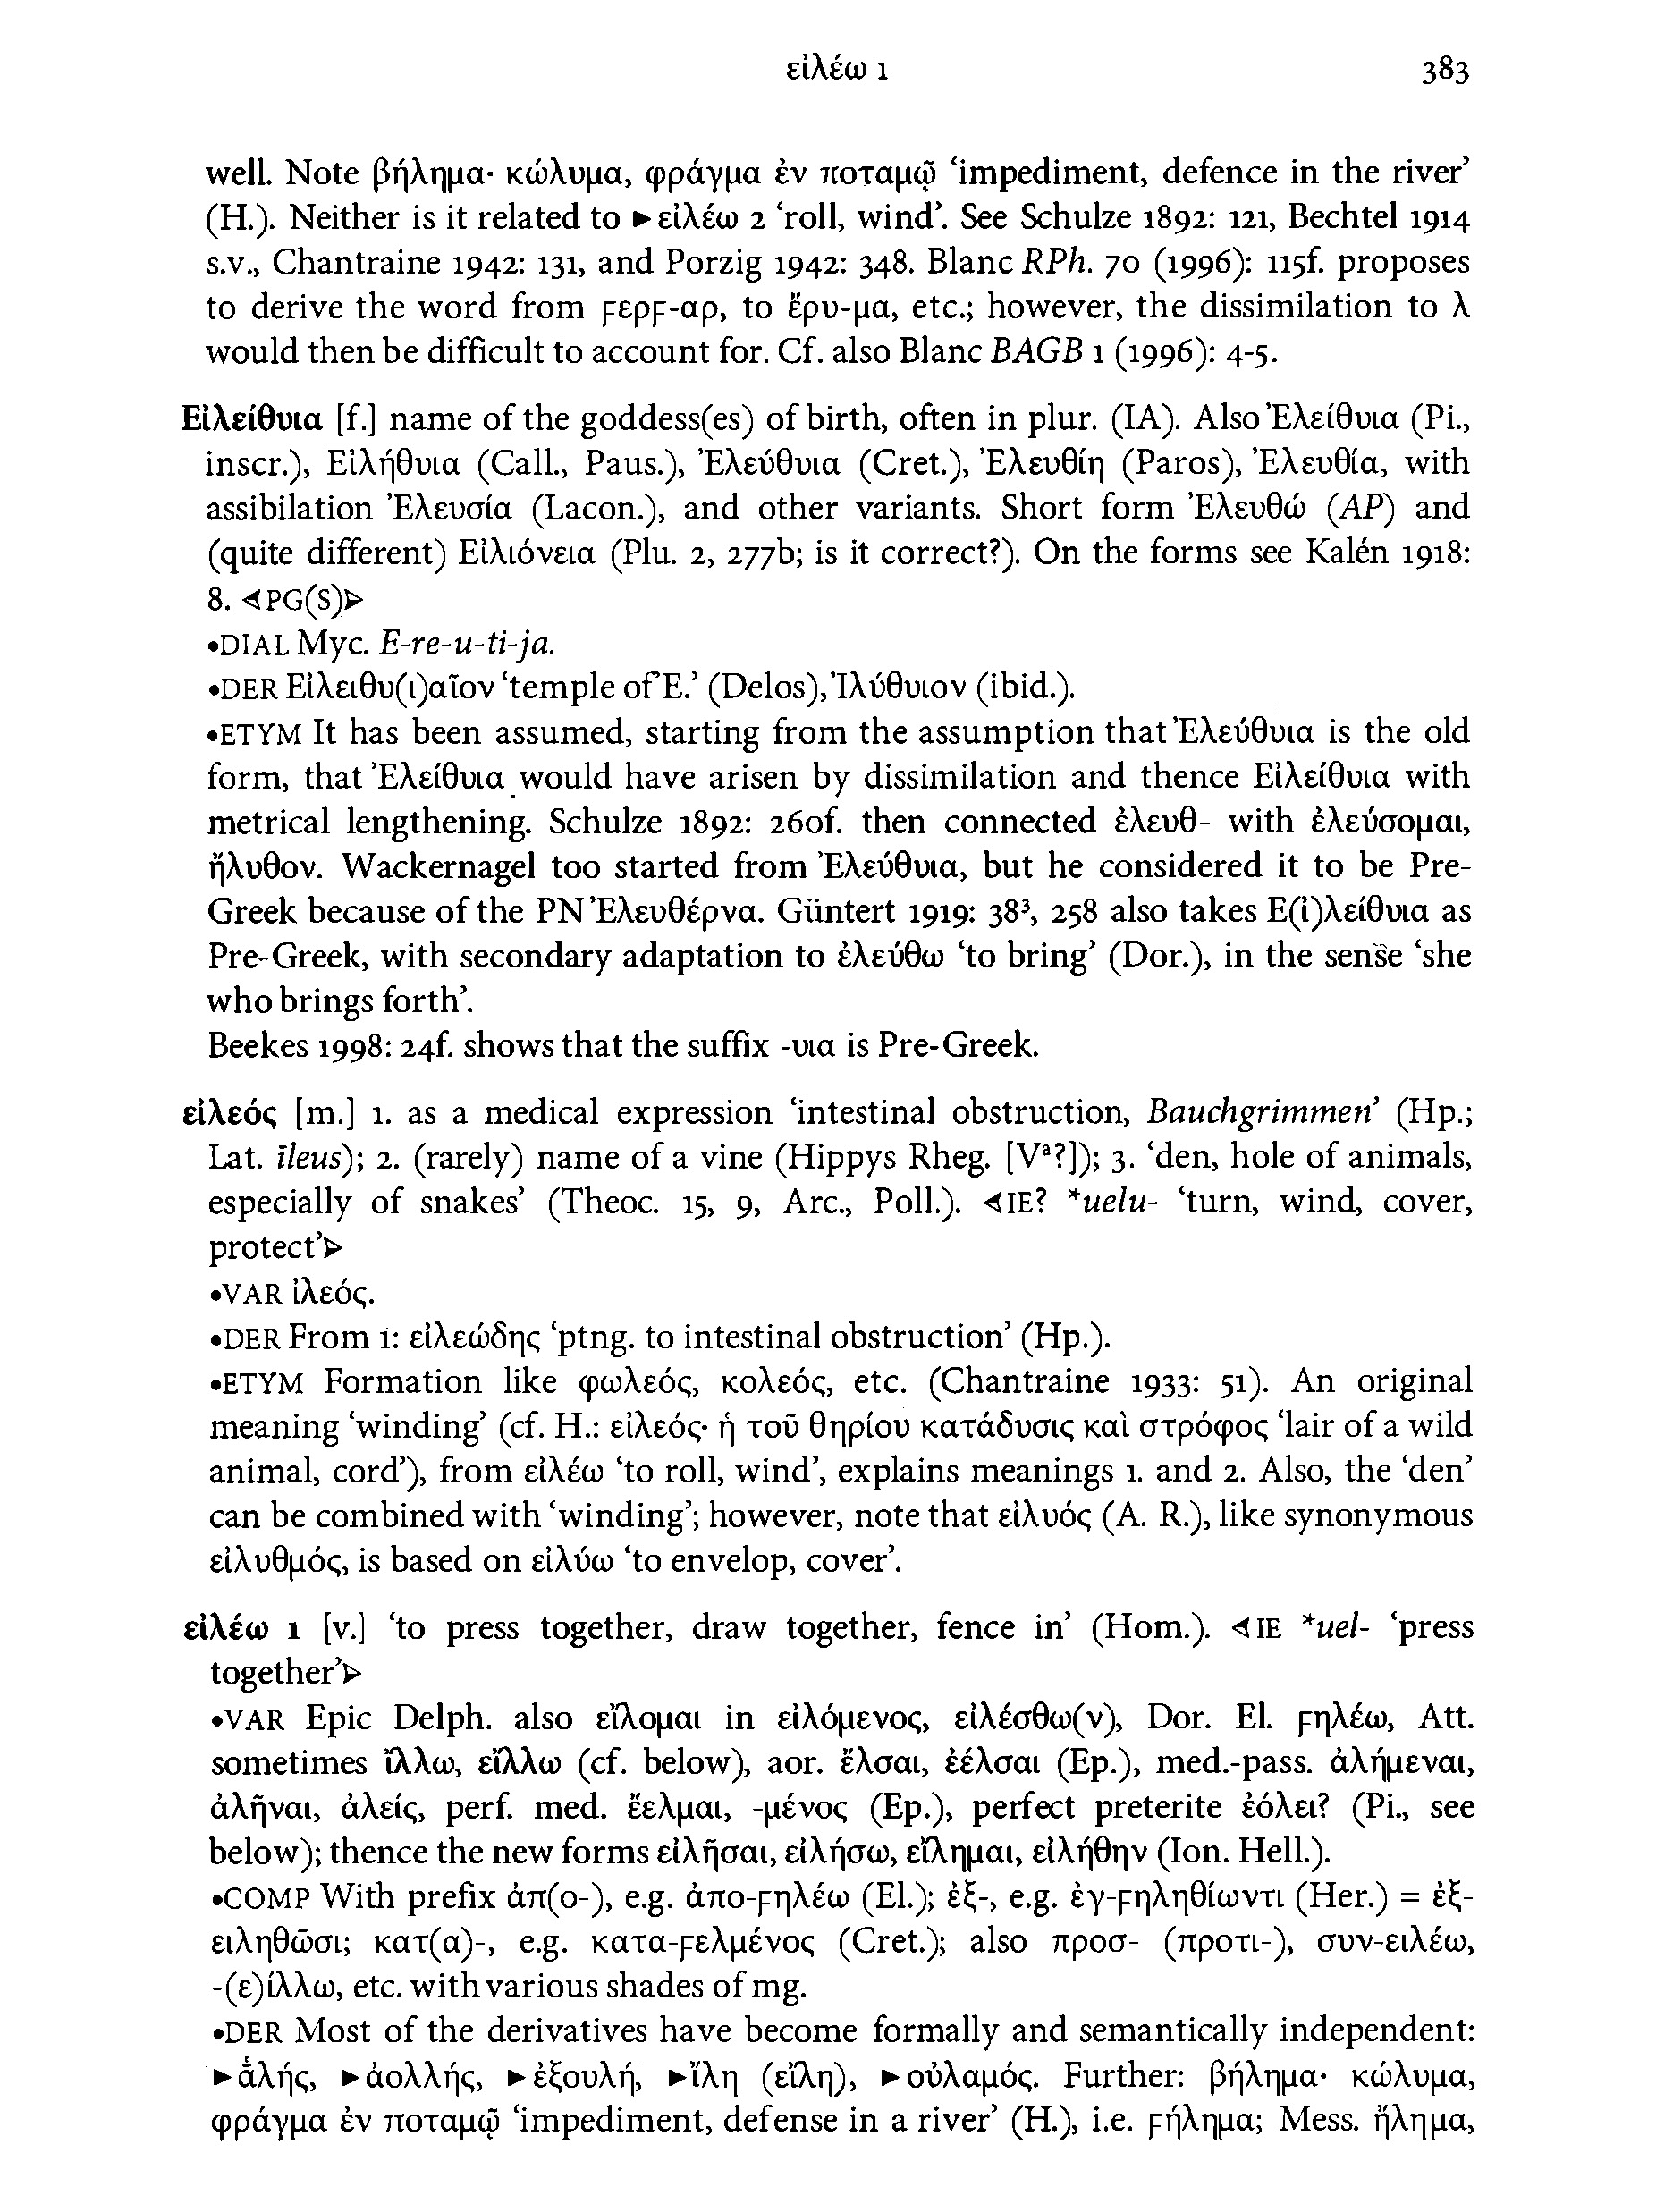 εἰλέω 1 383
well. Note βήλημα· κώλυμα, φράγμα ἐν ποταμῷ ‘impediment, defence in the river’
(H.). Neither is it related to ►εἰλέω 2 ‘roll, wind’. See Schulze 1892: 121, Bechtel 1914
s.v., Chantraine 1942: 131, and Porzig 1942: 348. Blanc RPh. 70 (1996): 115f. proposes
to derive the word from ϝερϝ-αρ, to ἔρυ-μα, etc.; however, the dissimilation to λ
would then be difficult to account for. Cf. also Blanc BAGB 1 (1996): 4-5.
Εἰλείθυια [f.] name of the goddess(es) of birth, often in plur. (IA). Also Ἐλείθυια (Pi.,
inscr.), Εἰλήθυια (Call., Paus.), Ἐλεύθυια (Cret.), Ἐλευθίη (Paros), Ἐλευθία, with
assibilation Ἐλευσία (Lacon.), and other variants. Short form Ἐλευθώ (AP) and
(quite different) Εἰλιόνεια (Plu. 2, 277b; is it correct?). On the forms see Kalén 1918:
8. ◄PG(S)►
•DIAL Myc. E-re-u-ti-ja.
•DER Εἰλειθυ(ι)αῖον ‘temple of E.’ (Delos), Ἰλύθυιον (ibid.).
•ETYM It has been assumed, starting from the assumption that Ἐλεύθυια is the old
form, that Ἐλείθυια would have arisen by dissimilation and thence Εἰλείθυια with
metrical lengthening. Schulze 1892: 260f. then connected ἐλευθ- with ἐλεύσομαι,
ἤλυθον. Wackernagel too started from Ἐλεύθυια, but he considered it to be Pre-
Greek because of the PN Ἐλευθέρνα. Güntert 1919: 38³, 258 also takes Ε(ἰ)λείθυια as
Pre-Greek, with secondary adaptation to ἐλεύθω ‘to bring’ (Dor.), in the sense ‘she
who brings forth’.
Beekes 1998: 24f. shows that the suffix -υια is Pre-Greek.
εἰλεός [m.] 1. as a medical expression ‘intestinal obstruction, Bauchgrimmen’ (Hp.;
Lat. īleus); 2. (rarely) name of a vine (Hippys Rheg. [Vª?]); 3. ‘den, hole of animals,
especially of snakes’ (Theoc. 15, 9, Arc., Poll.). ◄IE? *uelu- ‘turn, wind, cover,
protect’►
•VAR ἰλεός.
•DER From 1: εἰλεώδης ‘ptng. to intestinal obstruction’ (Hp.).
•ETYM Formation like φωλεός, κολεός, etc. (Chantraine 1933: 51). An original
meaning ‘winding’ (cf. H.: εἰλεός· ἡ τοῦ θηρίου κατάδυσις καὶ στρόφος ‘lair of a wild
animal, cord’), from εἰλέω ‘to roll, wind’, explains meanings 1. and 2. Also, the ‘den’
can be combined with ‘winding’; however, note that εἰλυός (A. R.), like synonymous
εἰλυθμός, is based on εἰλύω ‘to envelop, cover’.
εἰλέω 1 [v.] ‘to press together, draw together, fence in’ (Hom.). ◄IE *uel- ‘press
together’►
•VAR Epic Delph. also εἴλομαι in εἰλόμενος, εἰλέσθω(ν), Dor. El. ϝηλέω, Att.
sometimes ἴλλω, εἴλλω (cf. below), aor. ἔλσαι, ἐέλσαι (Ep.), med.-pass. ἀλήμεναι,
ἀλῆναι, ἀλείς, perf. med. ἔελμαι, -μένος (Ep.), perfect preterite ἐόλει? (Pi., see
below); thence the new forms εἰλῆσαι, εἰλήσω, εἴλημαι, εἰλήθην (Ion. Hell.).
•COMP With prefix ἀπ(ο-), e.g. ἀπο-ϝηλέω (El.); ἐξ-, e.g. ἐγ-ϝηληθίωντι (Her.) = ἐξ-
ειληθῶσι; κατ(α)-, e.g. κατα-ϝελμένος (Cret.); also προσ- (προτι-), συν-ειλέω,
-(ε)ίλλω, etc. with various shades of mg.
•DER Most of the derivatives have become formally and semantically independent:
►ἁλής, ►ἀολλής, ►ἐξουλή, ►ἴλη (εἴλη), ►οὐλαμός. Further: βήλημα· κώλυμα,
φράγμα ἐν ποταμῷ ‘impediment, defense in a river’ (H.), i.e. ϝήλημα; Mess. ἤλημα,